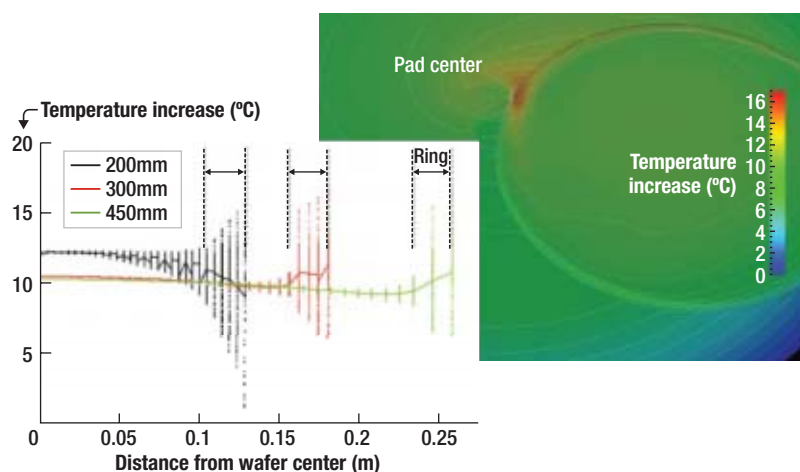 Pad center
Temperature increase (ºC)
20
15
10
5
0
200mm
300mm
450mm
Ring
0.05
0.1
0.15
0.2
0.25
Distance from wafer center (m)
Temperature
increase (ºC)
16
14
12
10
8
6
4
2
0